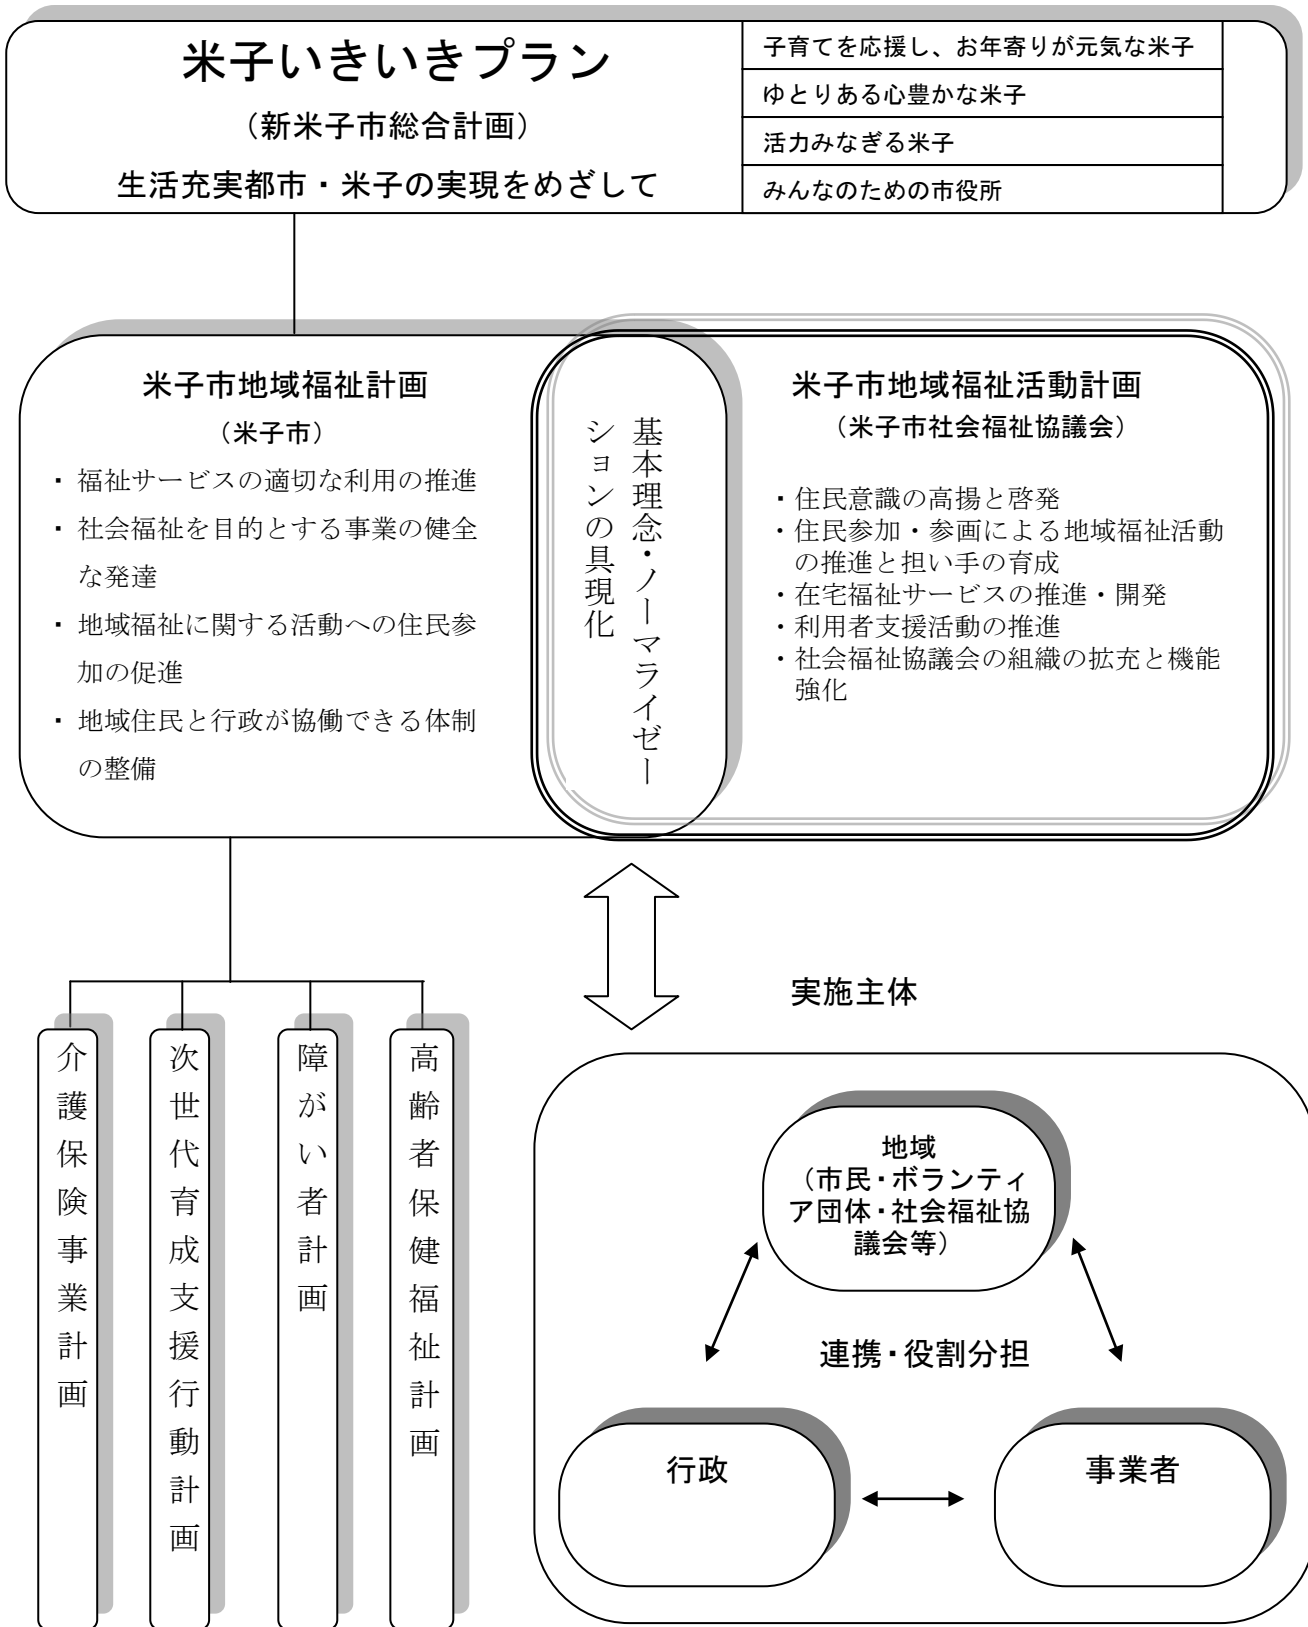 米子いきいきプラン
（新米子市総合計画）
生活充実都市・米子の実現をめざして
子育てを応援し、お年寄りが元気な米子
ゆとりある心豊かな米子
活力みなぎる米子
みんなのための市役所
米子市地域福祉計画
（米子市）
・福祉サービスの適切な利用の推進
・社会福祉を目的とする事業の健全
な発達
・地域福祉に関する活動への住民参
加の促進
・地域住民と行政が協働できる体制
の整備
基本理念・ノーマライゼー
ションの具現化
米子市地域福祉活動計画
（米子市社会福祉協議会）
・住民意識の高揚と啓発
・住民参加・参画による地域福祉活動
の推進と担い手の育成
・在宅福祉サービスの推進・開発
・利用者支援活動の推進
・社会福祉協議会の組織の拡充と機能
強化
介護保険事業計画
次世代育成支援行動計画
障がい者計画
高齢者保健福祉計画
実施主体
地域
（市民・ボランティ
ア団体・社会福祉協
議会等）
連携・役割分担
行政
事業者